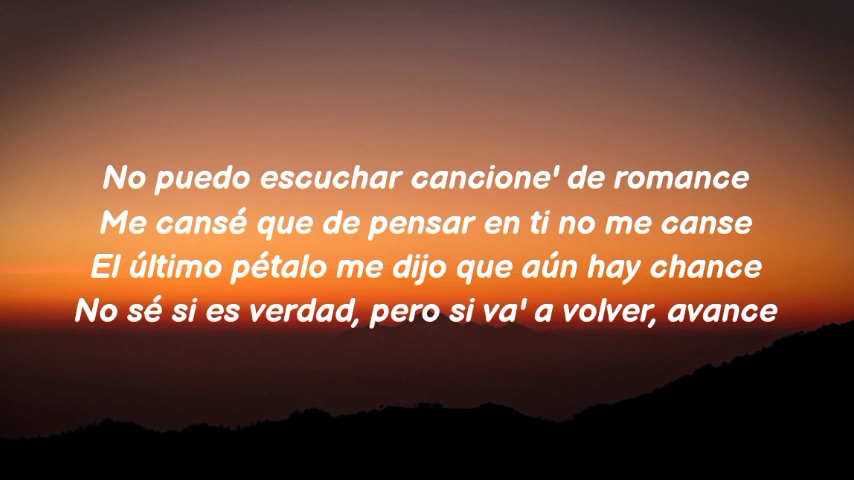 No puedo escuchar cancione' de romance
Me cansé que de pensar en ti no me canse
El último pétalo me dijo que aún hay chance
No sé si es verdad, pero si va' a volver, avance